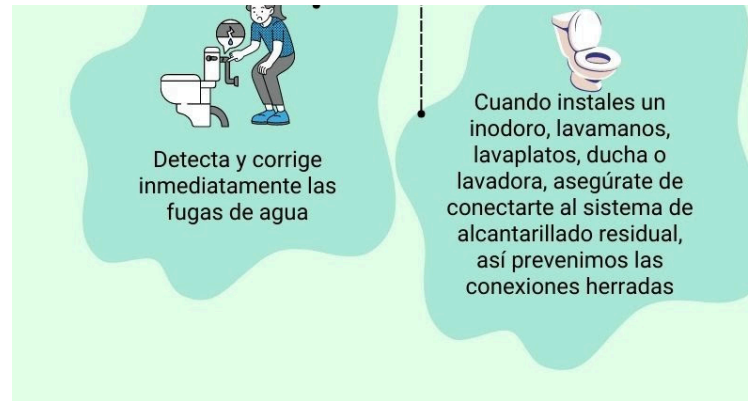 Detecta y corrige
inmediatamente las
fugas de agua
Cuando instales un
inodoro, lavamanos,
lavaplatos, ducha o
lavadora, asegúrate de
conectarte al sistema de
alcantarillado residual,
así prevenimos las
conexiones herradas